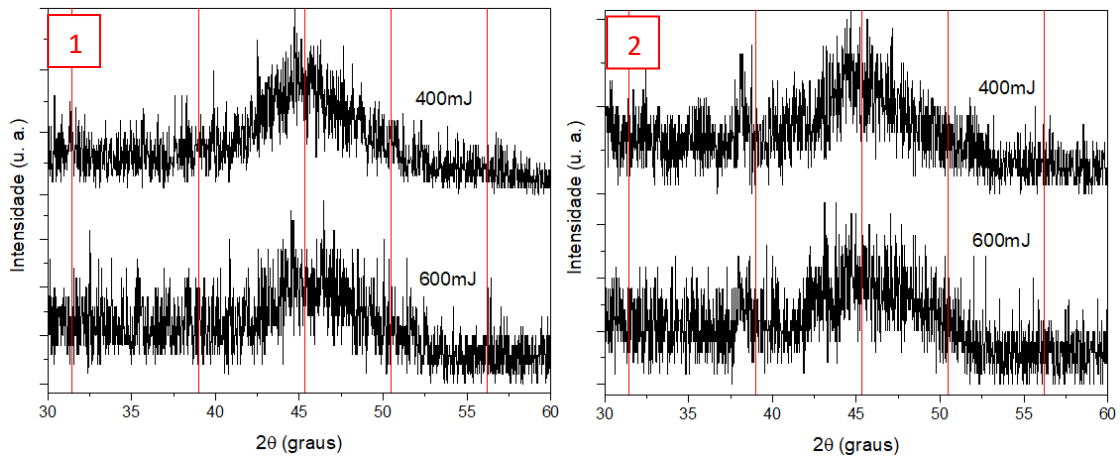 1
400mJ
600mJ
Intensidade (u. a.)
30 35 40 45 50 55 60
2θ (graus)
2
400mJ
600mJ
Intensidade (u. a.)
30 35 40 45 50 55 60
2θ (graus)